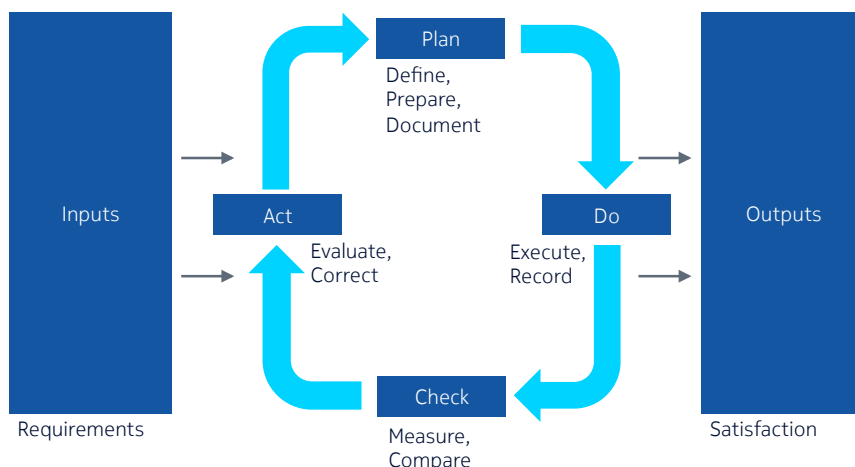 Plan
Define,
Prepare,
Document
Inputs
Act
Do
Outputs
Evaluate,
Correct
Execute,
Record
Check
Requirements
Measure,
Compare
Satisfaction